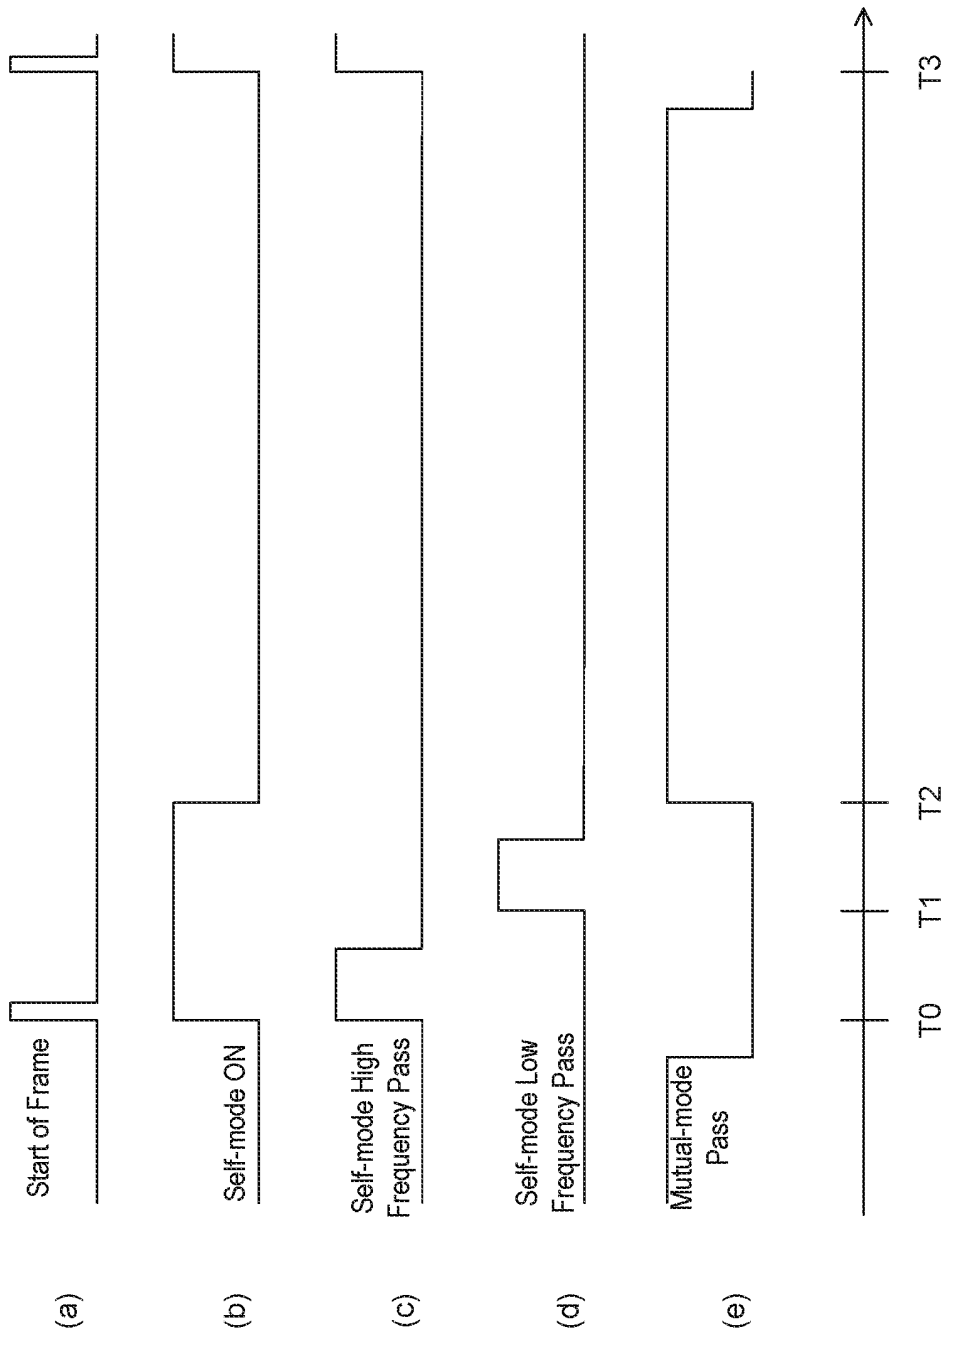 (a)
Start of Frame
(b)
Self-mode ON
(c)
Self-mode High
Frequency Pass
(d)
Self-mode Low
Frequency Pass
(e)
Mutual-mode
Pass
T0
T1
T2
T3